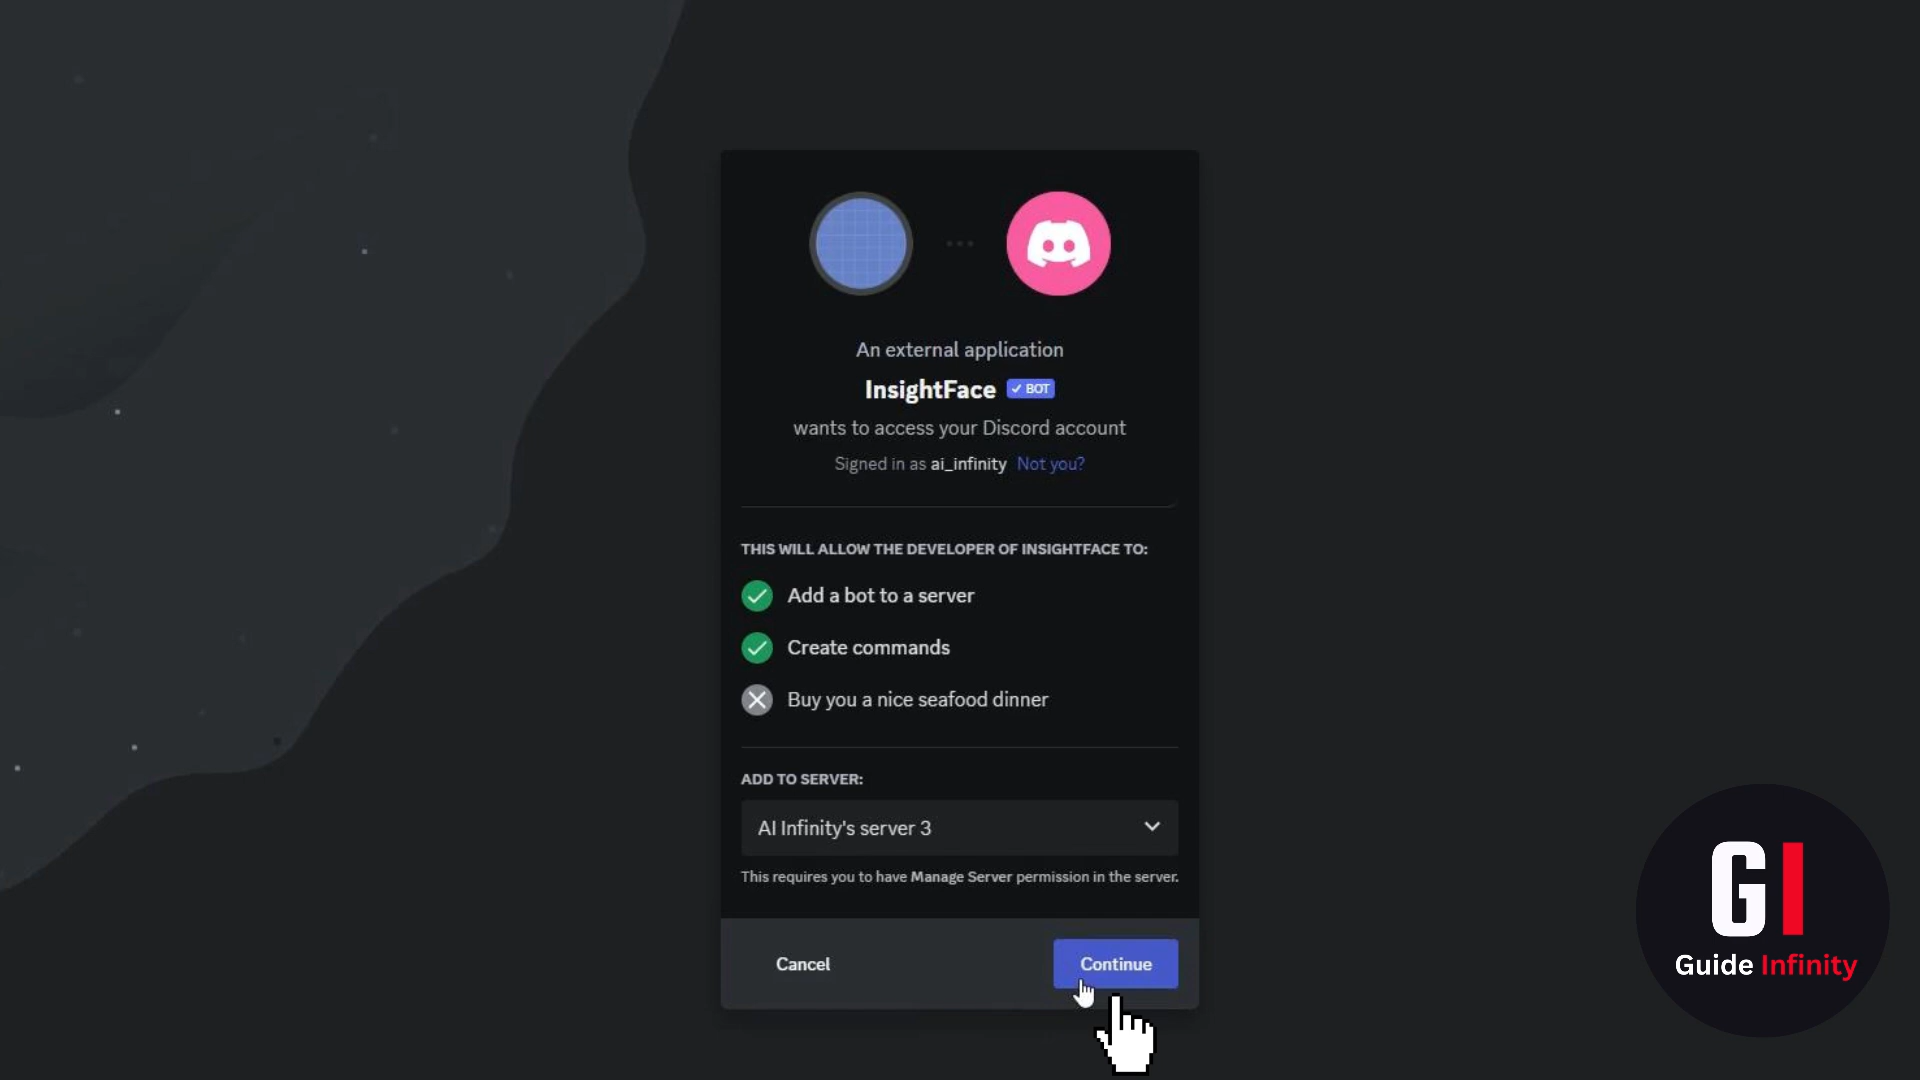 An external application
InsightFace ✓ BOT
wants to access your Discord account
Signed in as ai_infinity Not you?
THIS WILL ALLOW THE DEVELOPER OF INSIGHTFACE TO:
Add a bot to a server
Create commands
Buy you a nice seafood dinner
ADD TO SERVER:
AI Infinity's server 3
This requires you to have Manage Server permission in the server.
Cancel
Continue
GI
Guide Infinity